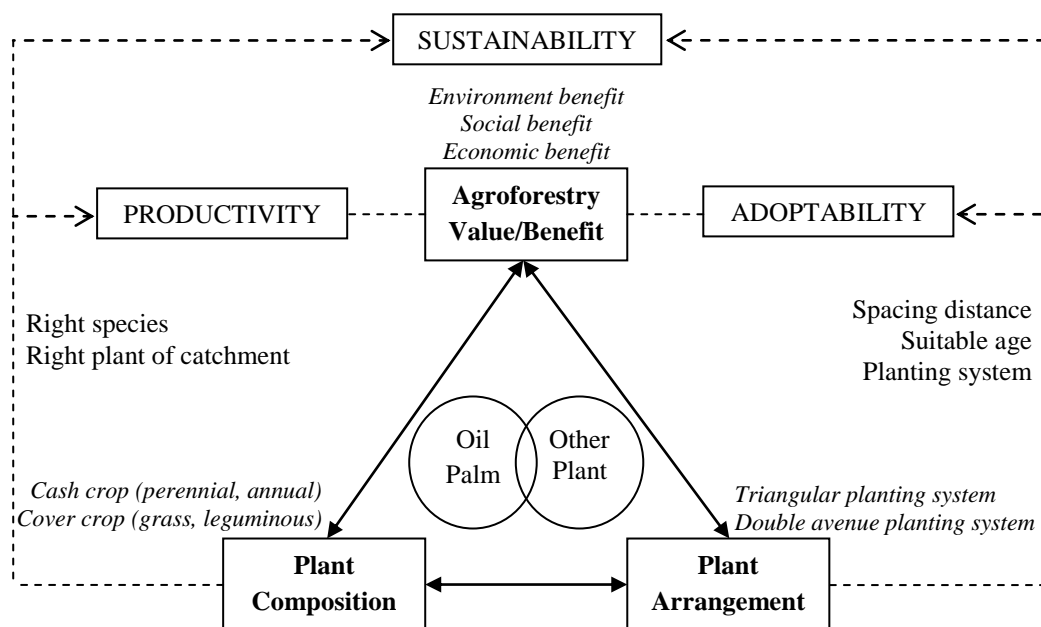 SUSTAINABILITY
Environment benefit
Social benefit
Economic benefit
PRODUCTIVITY
Agroforestry
Value/Benefit
ADOPTABILITY
Right species
Right plant of catchment
Spacing distance
Suitable age
Planting system
Oil
Palm
Other
Plant
Cash crop (perennial, annual)
Cover crop (grass, leguminous)
Triangular planting system
Double avenue planting system
Plant
Composition
Plant
Arrangement